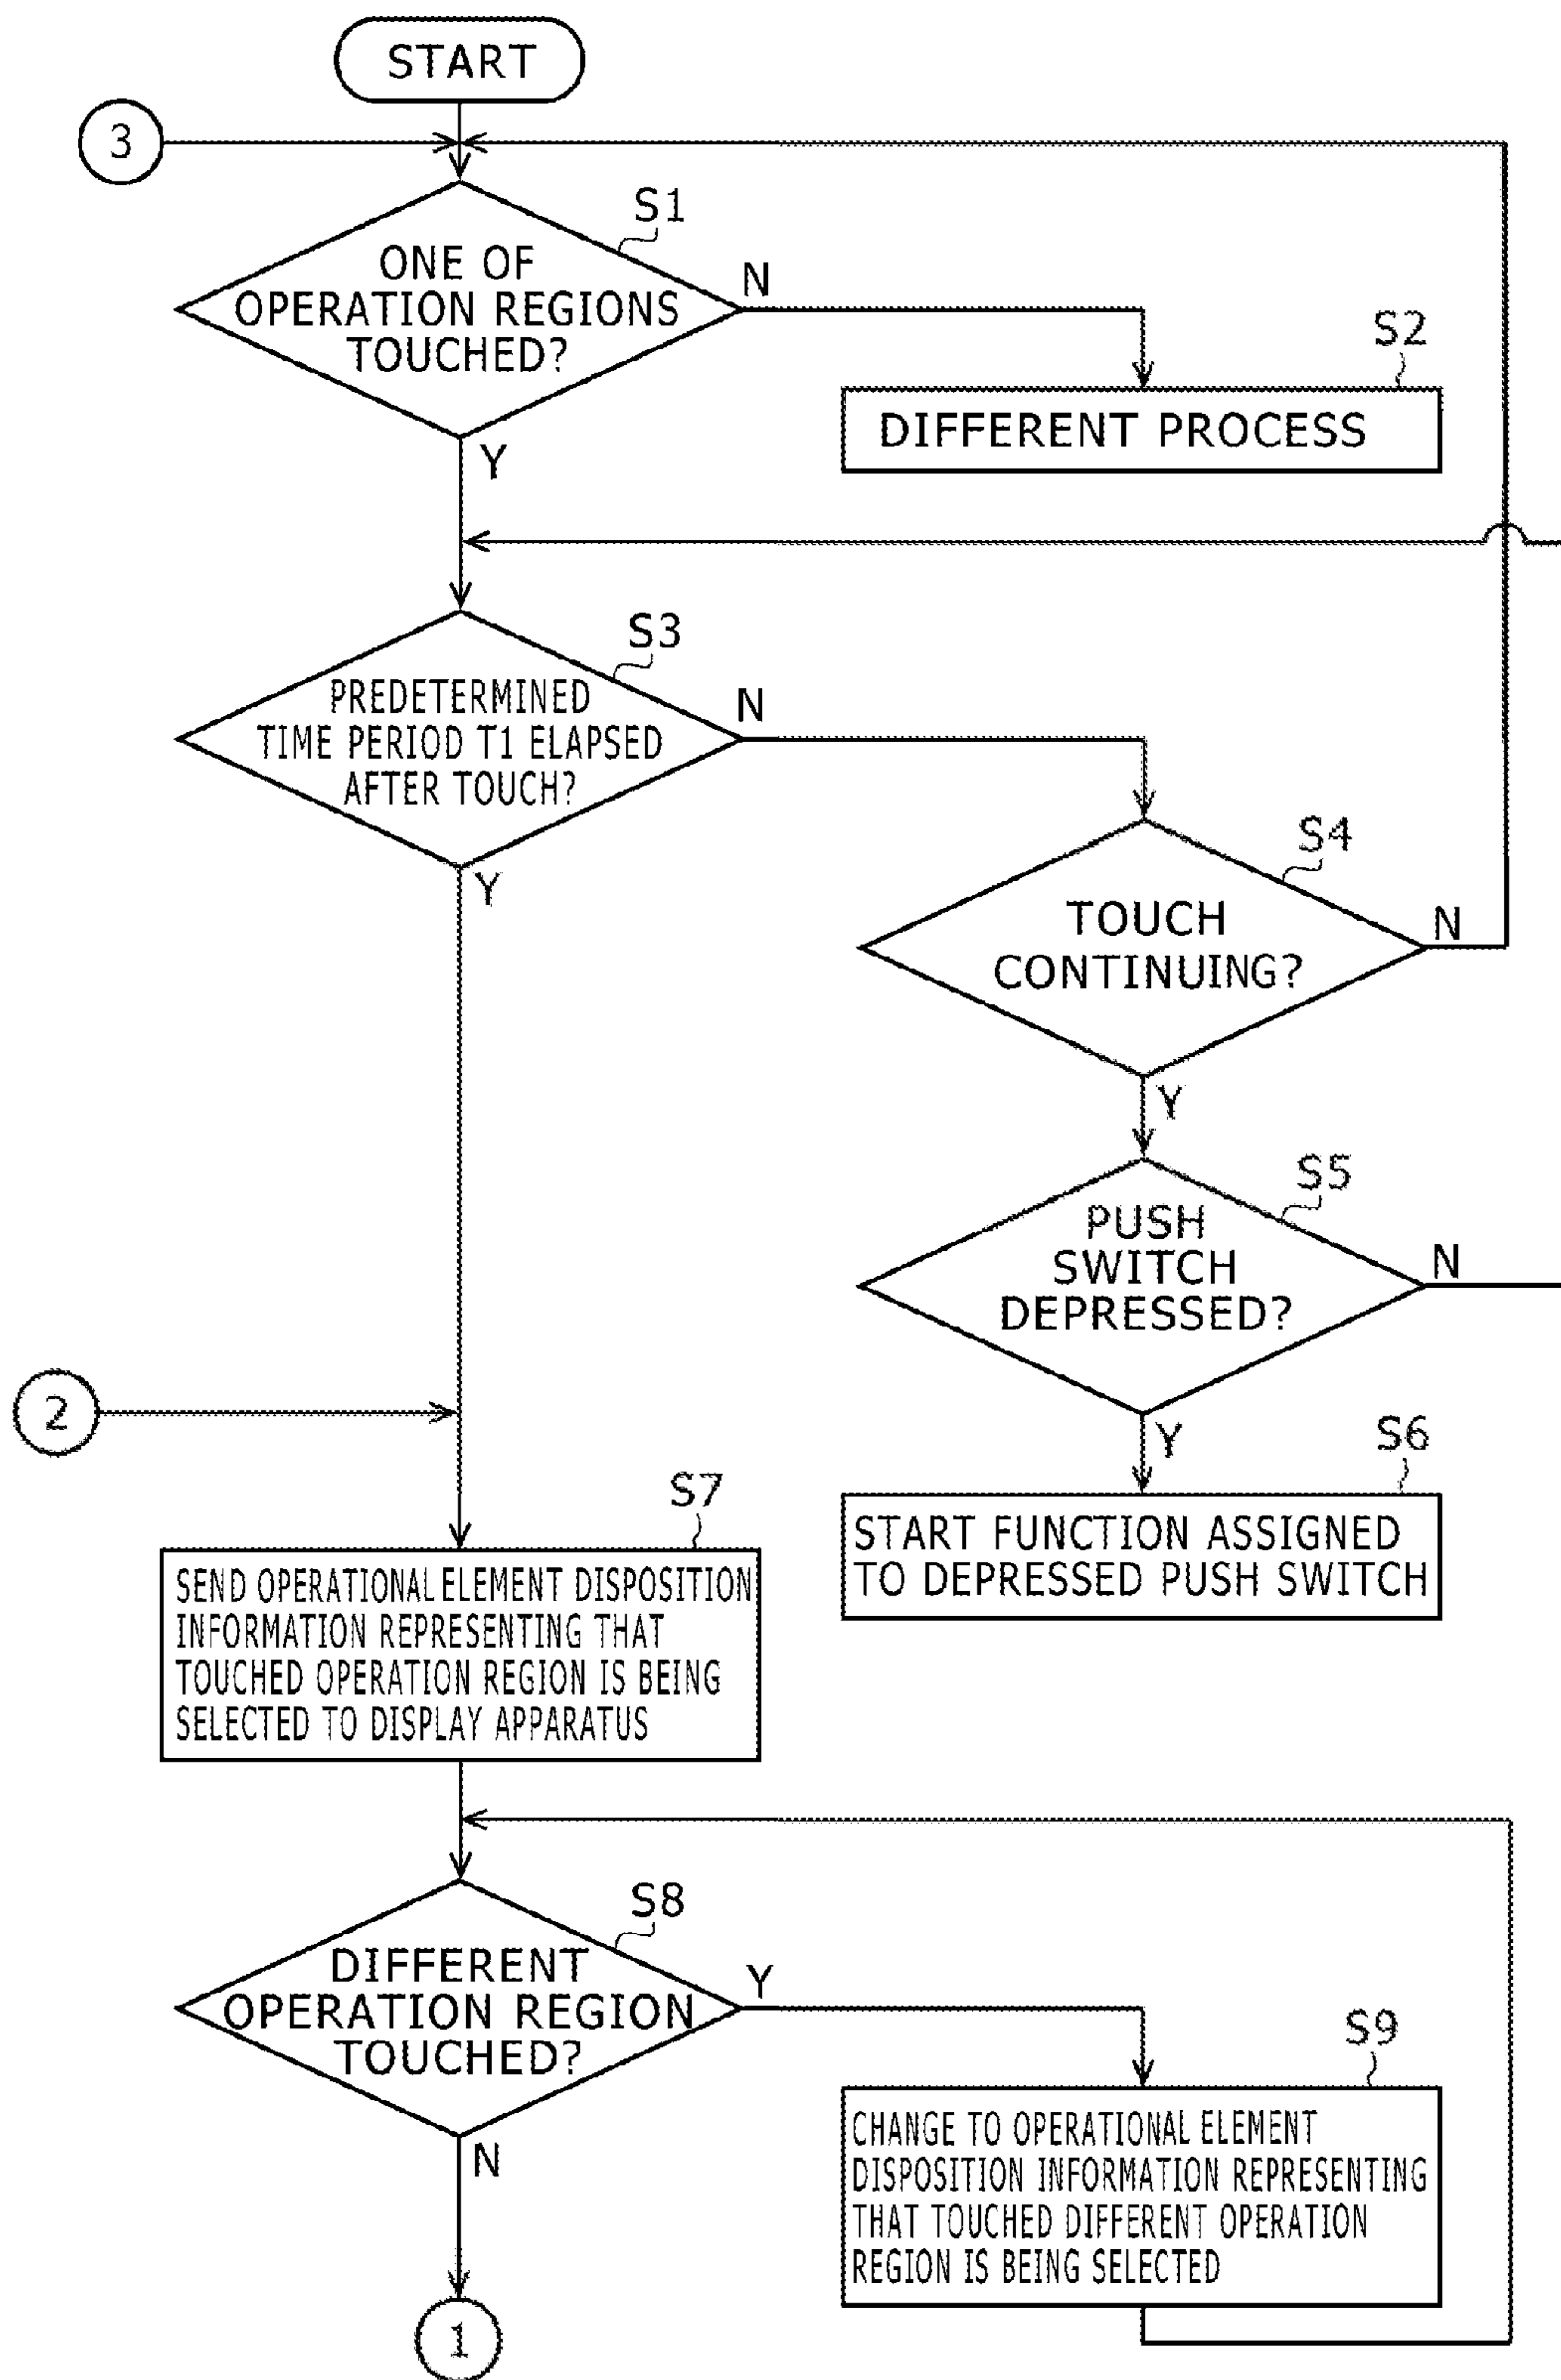 START
3
S1
ONE OF
OPERATION REGIONS
TOUCHED?
N
Y
S2
DIFFERENT PROCESS
S3
PREDETERMINED
TIME PERIOD T1 ELAPSED
AFTER TOUCH?
N
Y
S4
TOUCH
CONTINUING?
N
Y
S5
PUSH
SWITCH
DEPRESSED?
N
Y
S6
START FUNCTION ASSIGNED
TO DEPRESSED PUSH SWITCH
2
S7
SEND OPERATIONAL ELEMENT DISPOSITION
INFORMATION REPRESENTING THAT
TOUCHED OPERATION REGION IS BEING
SELECTED TO DISPLAY APPARATUS
S8
DIFFERENT
OPERATION REGION
TOUCHED?
Y
N
S9
CHANGE TO OPERATIONAL ELEMENT
DISPOSITION INFORMATION REPRESENTING
THAT TOUCHED DIFFERENT OPERATION
REGION IS BEING SELECTED
1